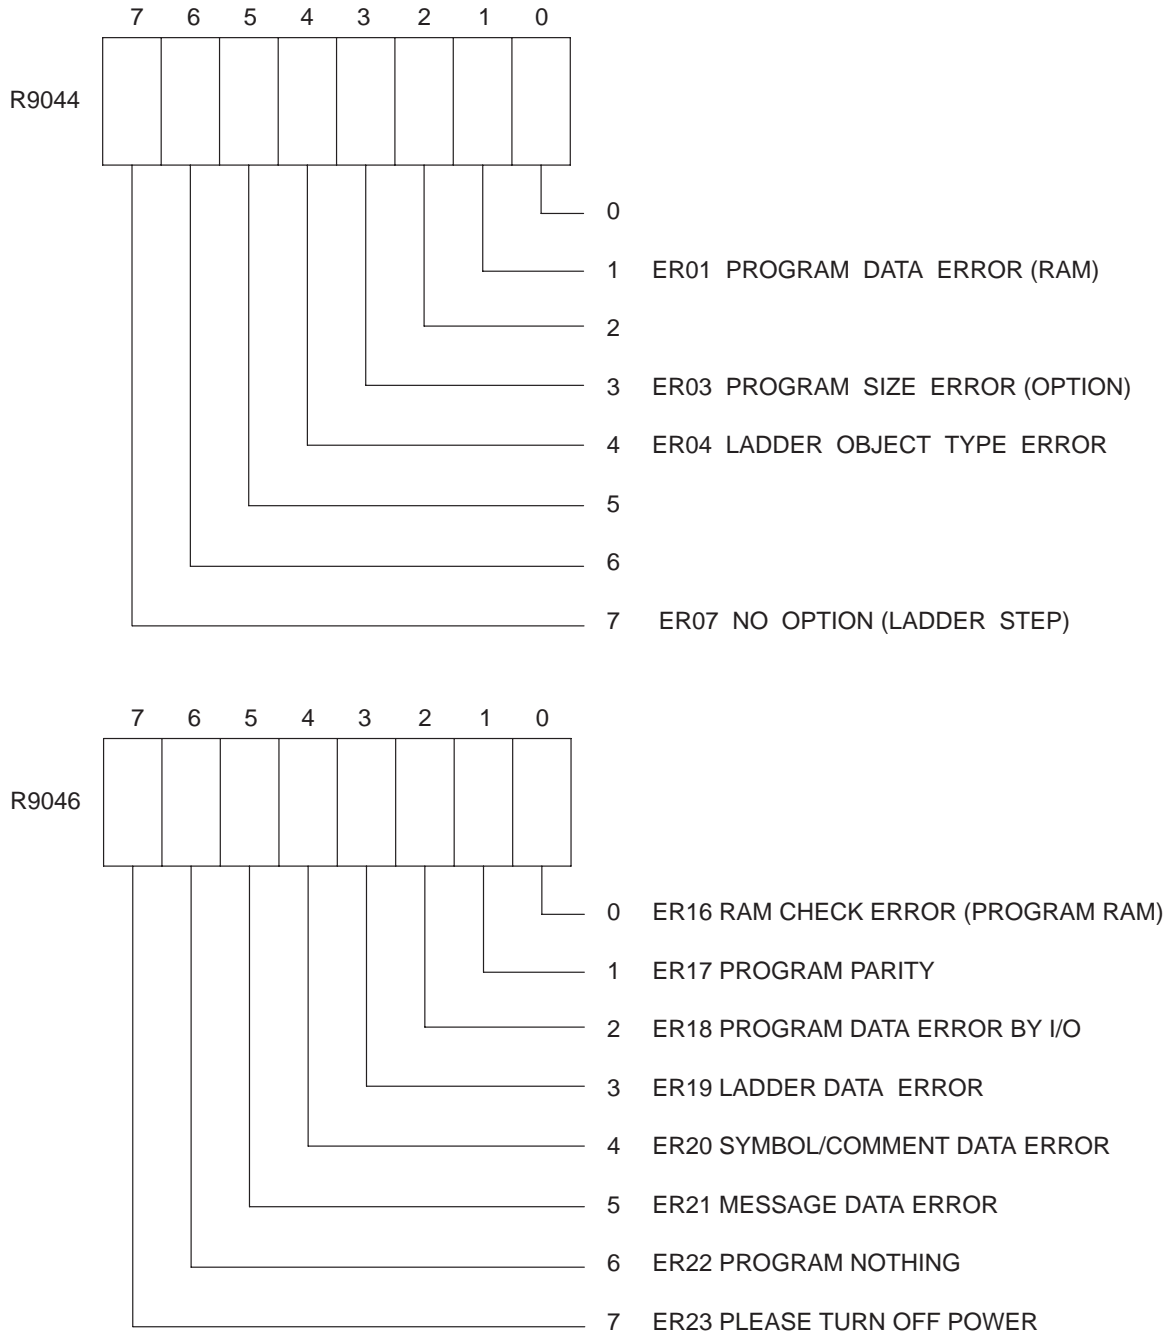 7 6 5 4 3 2 1 0
R9044
0
1 ER01 PROGRAM DATA ERROR (RAM)
2
3 ER03 PROGRAM SIZE ERROR (OPTION)
4 ER04 LADDER OBJECT TYPE ERROR
5
6
7 ER07 NO OPTION (LADDER STEP)
7 6 5 4 3 2 1 0
R9046
0 ER16 RAM CHECK ERROR (PROGRAM RAM)
1 ER17 PROGRAM PARITY
2 ER18 PROGRAM DATA ERROR BY I/O
3 ER19 LADDER DATA ERROR
4 ER20 SYMBOL/COMMENT DATA ERROR
5 ER21 MESSAGE DATA ERROR
6 ER22 PROGRAM NOTHING
7 ER23 PLEASE TURN OFF POWER